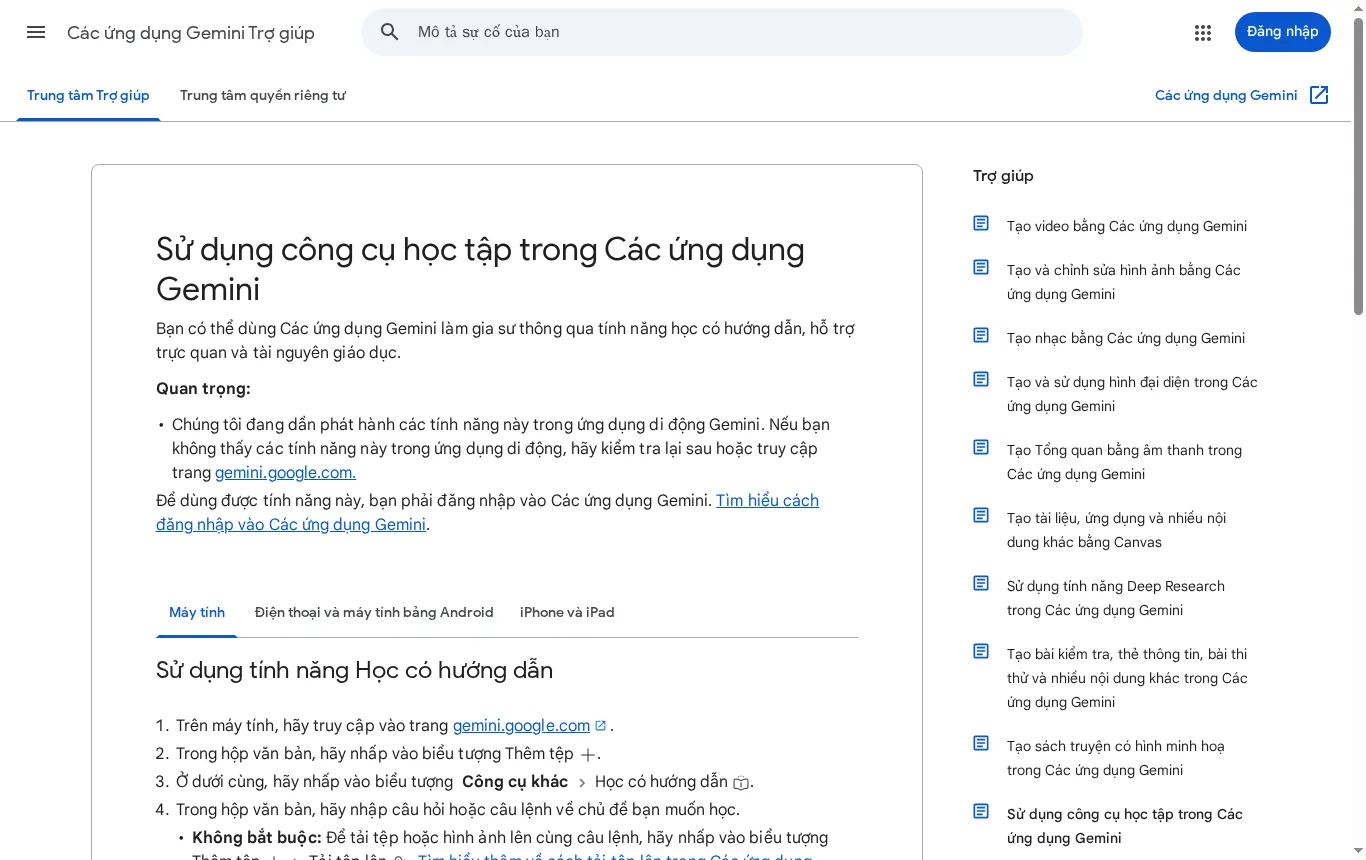 Các ứng dụng Gemini Trợ giúp
Mô tả sự cố của bạn
Đăng nhập
Trung tâm Trợ giúp
Trung tâm quyền riêng tư
Các ứng dụng Gemini
Sử dụng công cụ học tập trong Các ứng dụng
Gemini
Bạn có thể dùng Các ứng dụng Gemini làm gia sư thông qua tính năng học có hướng dẫn, hỗ trợ
trực quan và tài nguyên giáo dục.
Quan trọng:
• Chúng tôi đang dần phát hành các tính năng này trong ứng dụng di động Gemini. Nếu bạn
không thấy các tính năng này trong ứng dụng di động, hãy kiểm tra lại sau hoặc truy cập
trang gemini.google.com.
Để dùng được tính năng này, bạn phải đăng nhập vào Các ứng dụng Gemini. Tìm hiểu cách
đăng nhập vào Các ứng dụng Gemini.
Máy tính
Điện thoại và máy tính bảng Android
iPhone và iPad
Sử dụng tính năng Học có hướng dẫn
1. Trên máy tính, hãy truy cập vào trang gemini.google.com .
2. Trong hộp văn bản, hãy nhấp vào biểu tượng Thêm tệp .
3. Ở dưới cùng, hãy nhấp vào biểu tượng Công cụ khác > Học có hướng dẫn .
4. Trong hộp văn bản, hãy nhập câu hỏi hoặc câu lệnh về chủ đề bạn muốn học.
• Không bắt buộc: Để tải tệp hoặc hình ảnh lên cùng câu lệnh, hãy nhấp vào biểu tượng
Thêm tệp > Tải tệp lên . Tìm hiểu thêm về cách tải tệp lên trong Các ứng dụng
Trợ giúp
Tạo video bằng Các ứng dụng Gemini
Tạo và chỉnh sửa hình ảnh bằng Các
ứng dụng Gemini
Tạo nhạc bằng Các ứng dụng Gemini
Tạo và sử dụng hình đại diện trong Các
ứng dụng Gemini
Tạo Tổng quan bằng âm thanh trong
Các ứng dụng Gemini
Tạo tài liệu, ứng dụng và nhiều nội
dung khác bằng Canvas
Sử dụng tính năng Deep Research
trong Các ứng dụng Gemini
Tạo bài kiểm tra, thẻ thông tin, bài thi
thử và nhiều nội dung khác trong Các
ứng dụng Gemini
Tạo sách truyện có hình minh hoạ
trong Các ứng dụng Gemini
Sử dụng công cụ học tập trong Các
ứng dụng Gemini